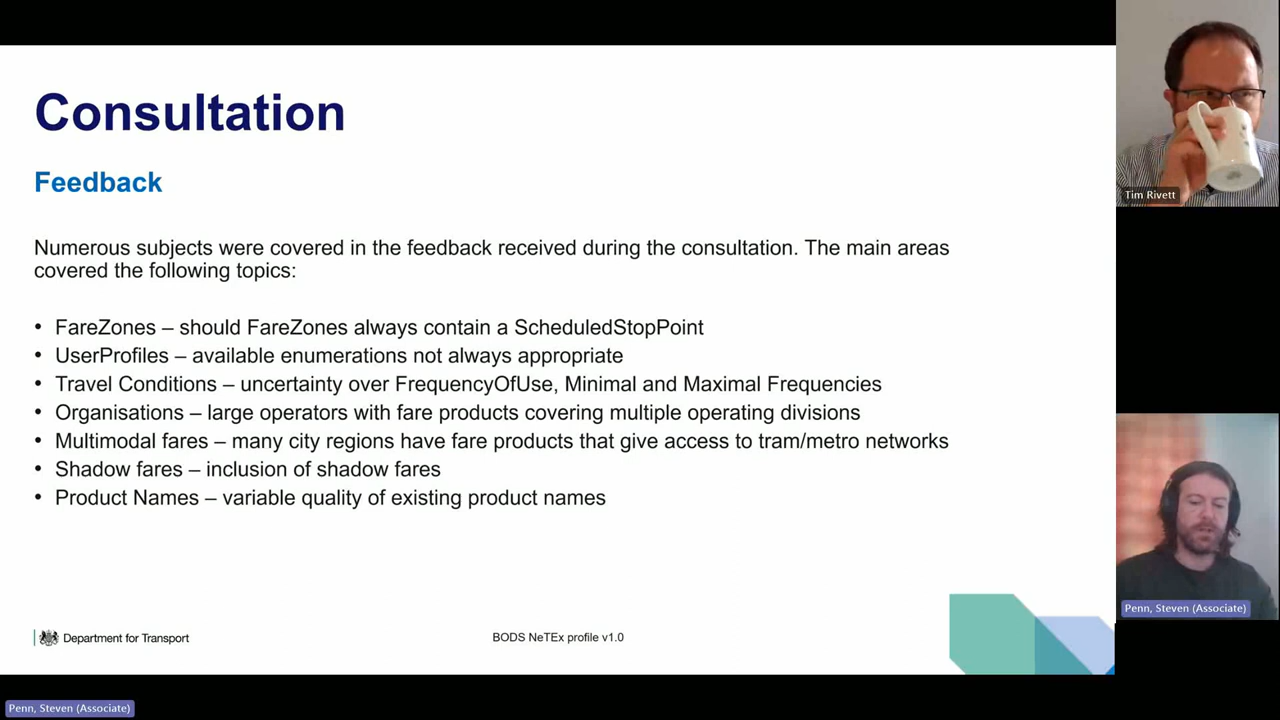 Consultation
Feedback
Numerous subjects were covered in the feedback received during the consultation. The main areas
covered the following topics:
• FareZones – should FareZones always contain a ScheduledStopPoint
• UserProfiles – available enumerations not always appropriate
• Travel Conditions – uncertainty over FrequencyOfUse, Minimal and Maximal Frequencies
• Organisations – large operators with fare products covering multiple operating divisions
• Multimodal fares – many city regions have fare products that give access to tram/metro networks
• Shadow fares – inclusion of shadow fares
• Product Names – variable quality of existing product names
Department for Transport
BODS NeTEx profile v1.0
Tim Rivett
Penn, Steven (Associate)
Penn, Steven (Associate)